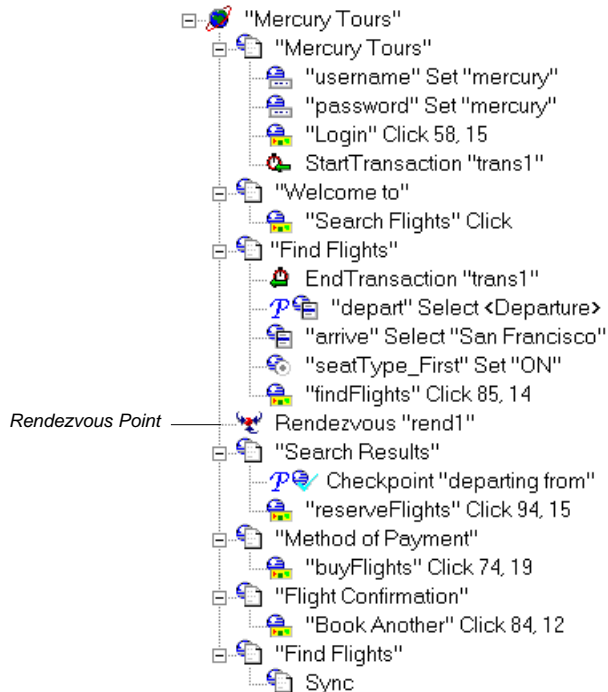 "Mercury Tours"
"Mercury Tours"
"username" Set "mercury"
"password" Set "mercury"
"Login" Click 58, 15
StartTransaction "trans1"
"Welcome to"
"Search Flights" Click
"Find Flights"
EndTransaction "trans1"
P "depart" Select <Departure>
"arrive" Select "San Francisco"
"seatType_First" Set "ON"
"findFlights" Click 85, 14
Rendezvous Point Rendezvous "rend1"
"Search Results"
P Checkpoint "departing from"
"reserveFlights" Click 94, 15
"Method of Payment"
"buyFlights" Click 74, 19
"Flight Confirmation"
"Book Another" Click 84, 12
"Find Flights"
Sync